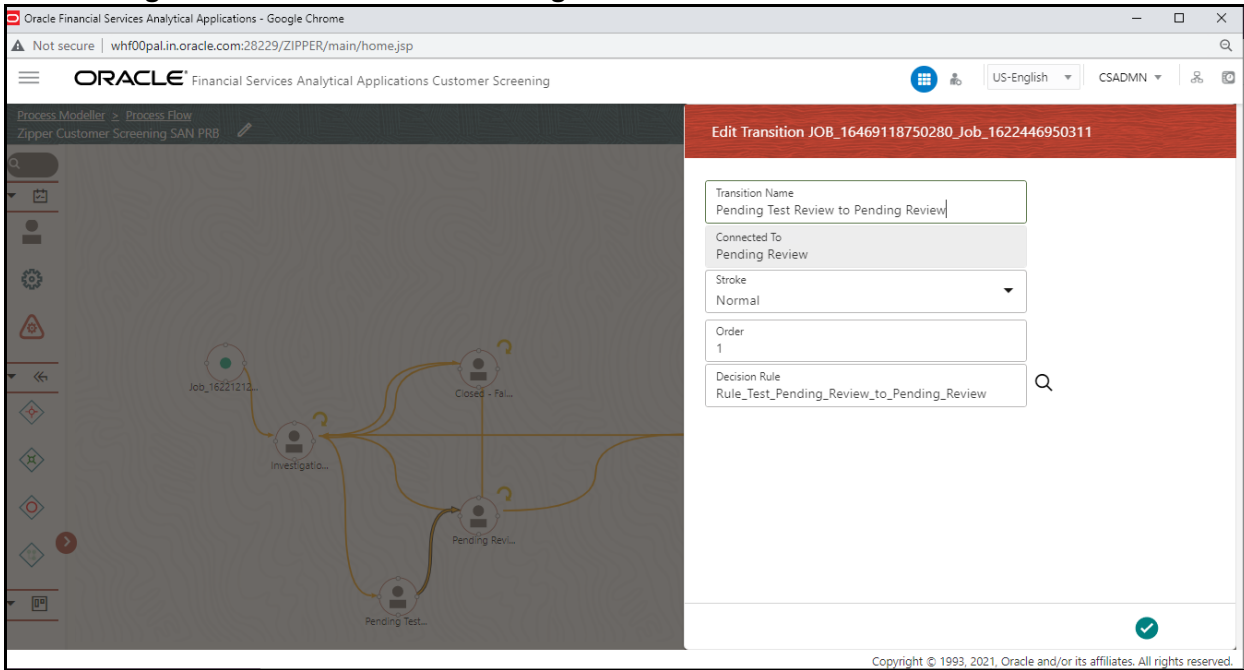 Oracle Financial Services Analytical Applications - Google Chrome
Not secure | whf00pal.in.oracle.com:28229/ZIPPER/main/home.jsp
ORACLE® Financial Services Analytical Applications Customer Screening
US-English
CSADMN
Process Modeller > Process Flow
Zipper Customer Screening SAN PRB
Edit Transition JOB_16469118750280_Job_1622446950311
Transition Name
Pending Test Review to Pending Review
Connected To
Pending Review
Stroke
Normal
Order
1
Decision Rule
Rule_Test_Pending_Review_to_Pending_Review
Job_16221212...
Closed - Fal...
Investigatio...
Pending Revi...
Pending Test...
Copyright © 1993, 2021, Oracle and/or its affiliates. All rights reserved.